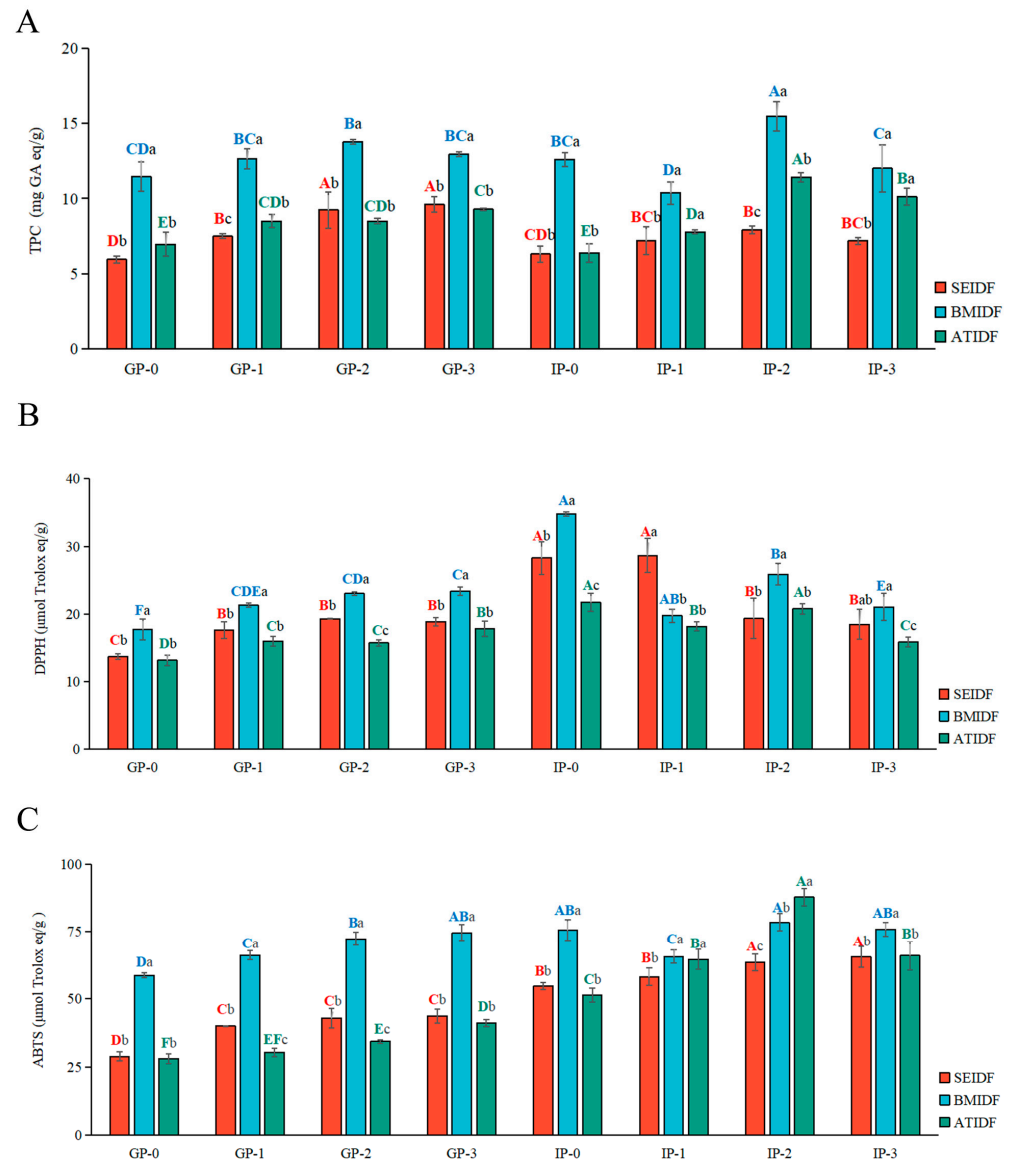 A
20
15
10
5
0
TPC (mg GA eq/g)
CDa
BCa
Ba
BCa
BCa
Da
Aa
Ca
Db
Eb
Bc
CDb
Ab
CDb
Ab
Cb
CDb
Eb
BCb
Da
Bc
Ab
BCb
Ba
SEIDF
BMIDF
ATIDF
GP-0 GP-1 GP-2 GP-3 IP-0 IP-1 IP-2 IP-3
B
40
30
20
10
0
DPPH (μmol Trolox eq/g)
Cb
Fa
Db
Bb
CDEa
Cb
Bb
CDa
Cc
Bb
Ca
Bb
Ab
Aa
Ac
Aa
ABb
Bb
Bb
Ba
Ab
Bab
Ea
Cc
SEIDF
BMIDF
ATIDF
GP-0 GP-1 GP-2 GP-3 IP-0 IP-1 IP-2 IP-3
C
100
75
50
25
0
ABTS (μmol Trolox eq/g )
Db
Da
Fb
Cb
Ca
EFc
Cb
Ba
Ec
Cb
ABa
Db
Bb
ABa
Cb
Bb
Ca
Ba
Ac
Ab
Aa
Ab
ABa
Bb
SEIDF
BMIDF
ATIDF
GP-0 GP-1 GP-2 GP-3 IP-0 IP-1 IP-2 IP-3